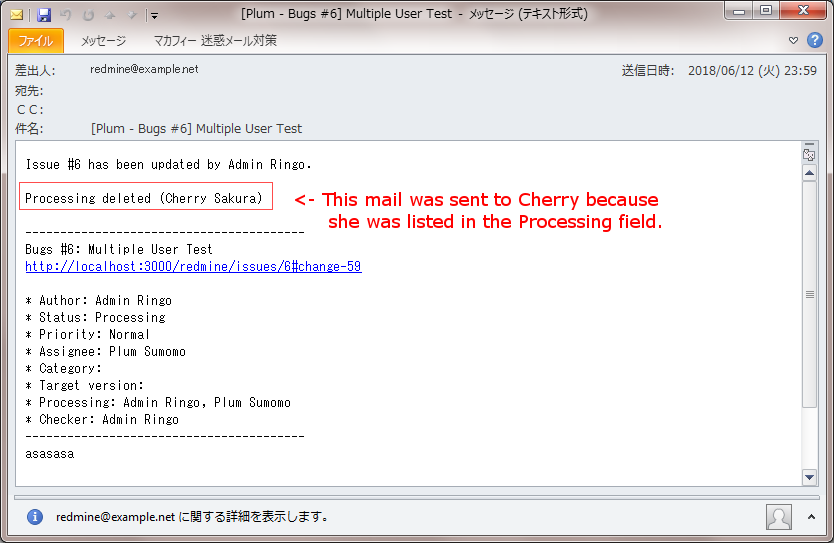 [Plum - Bugs #6] Multiple User Test - メッセージ (テキスト形式)
ファイル メッセージ マカフィー 迷惑メール対策
差出人: redmine@example.net 送信日時: 2018/06/12 (火) 23:59
宛先:
ＣＣ:
件名: [Plum - Bugs #6] Multiple User Test
Issue #6 has been updated by Admin Ringo.
Processing deleted (Cherry Sakura)
<- This mail was sent to Cherry because
she was listed in the Processing field.
----------------------------------------
Bugs #6: Multiple User Test
http://localhost:3000/redmine/issues/6#change-59
* Author: Admin Ringo
* Status: Processing
* Priority: Normal
* Assignee: Plum Sumomo
* Category:
* Target version:
* Processing: Admin Ringo, Plum Sumomo
* Checker: Admin Ringo
----------------------------------------
asasasa
redmine@example.net に関する詳細を表示します。